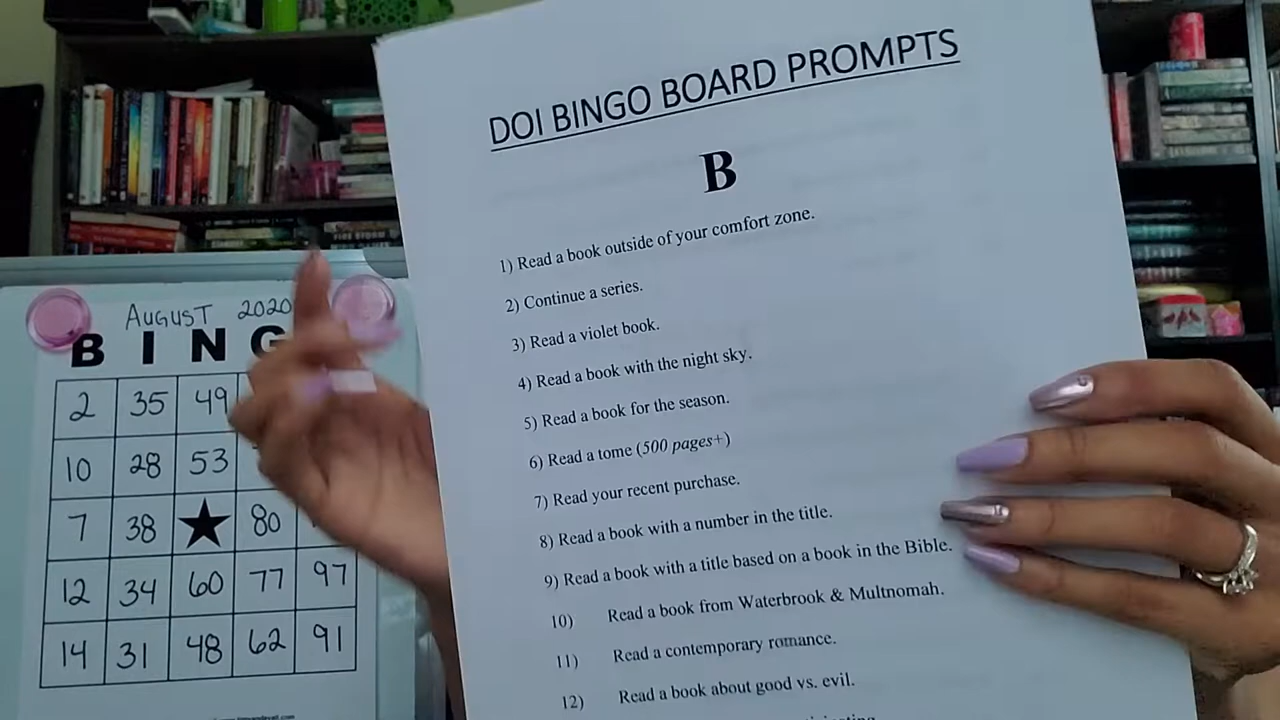 DOI BINGO BOARD PROMPTS
B
1) Read a book outside of your comfort zone.
2) Continue a series.
3) Read a violet book.
4) Read a book with the night sky.
5) Read a book for the season.
6) Read a tome (500 pages+)
7) Read your recent purchase.
8) Read a book with a number in the title.
9) Read a book with a title based on a book in the Bible.
10) Read a book from Waterbrook & Multnomah.
11) Read a contemporary romance.
12) Read a book about good vs. evil.
AUGUST 2020
B I N G
2 35 49
10 28 53
7 38 80
12 34 60 77 97
14 31 48 62 91